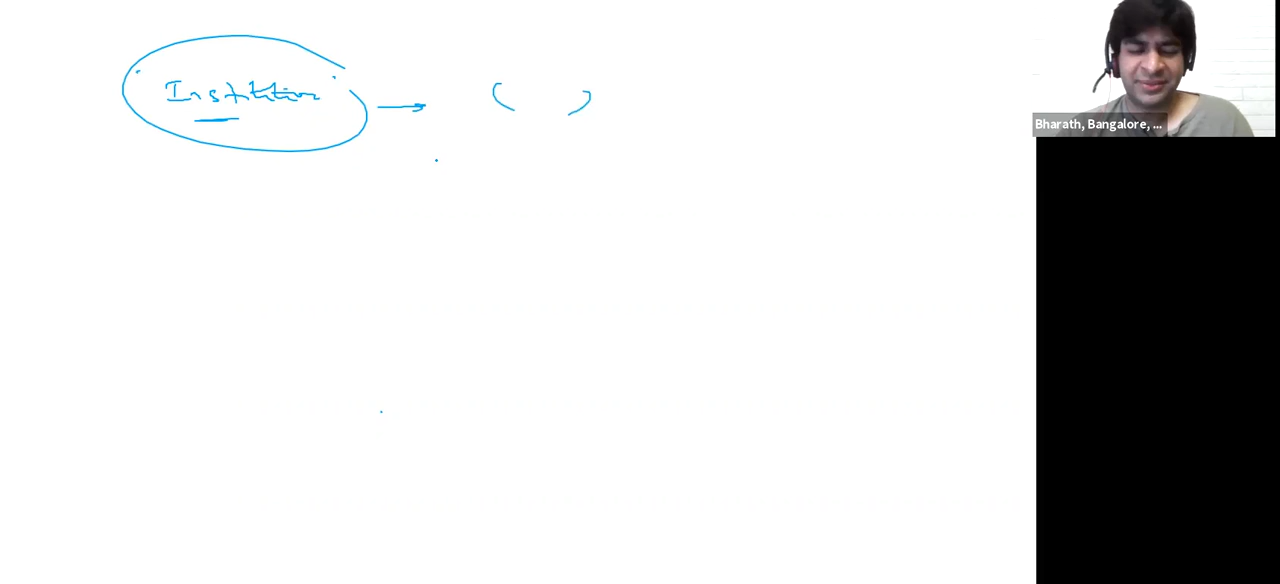 Institution → ( )
Bharath, Bangalore, ...